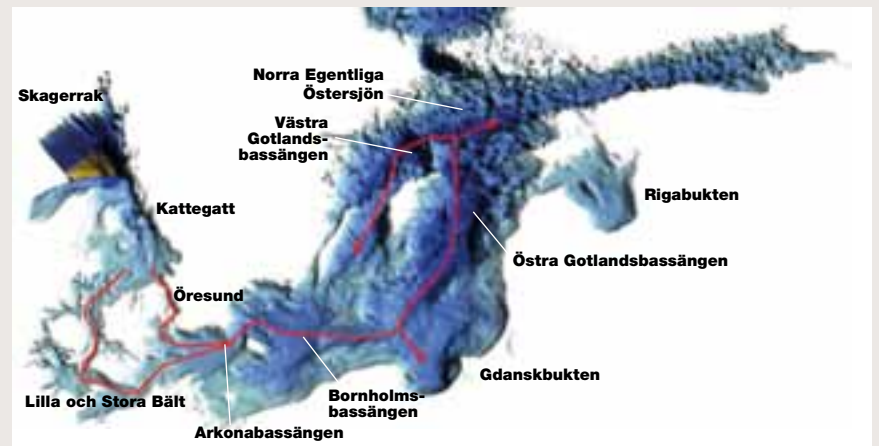 Norra Egentliga
Östersjön
Skagerrak
Västra
Gotlands-
bassängen
Kattegatt
Rigabukten
Östra Gotlandsbassängen
Öresund
Gdanskbukten
Lilla och Stora Bält
Bornholms-
bassängen
Arkonabassängen